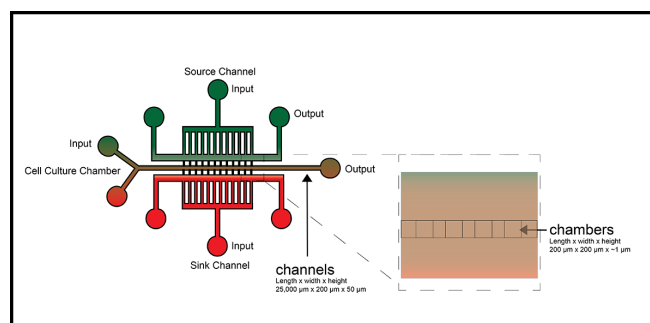 Source Channel
Input
Output
Input
Cell Culture Chamber
Output
Input
Sink Channel
channels
Length x width x height
25,000 µm x 200 µm x 50 µm
chambers
Length x width x height
200 µm x 200 µm x ~1 µm